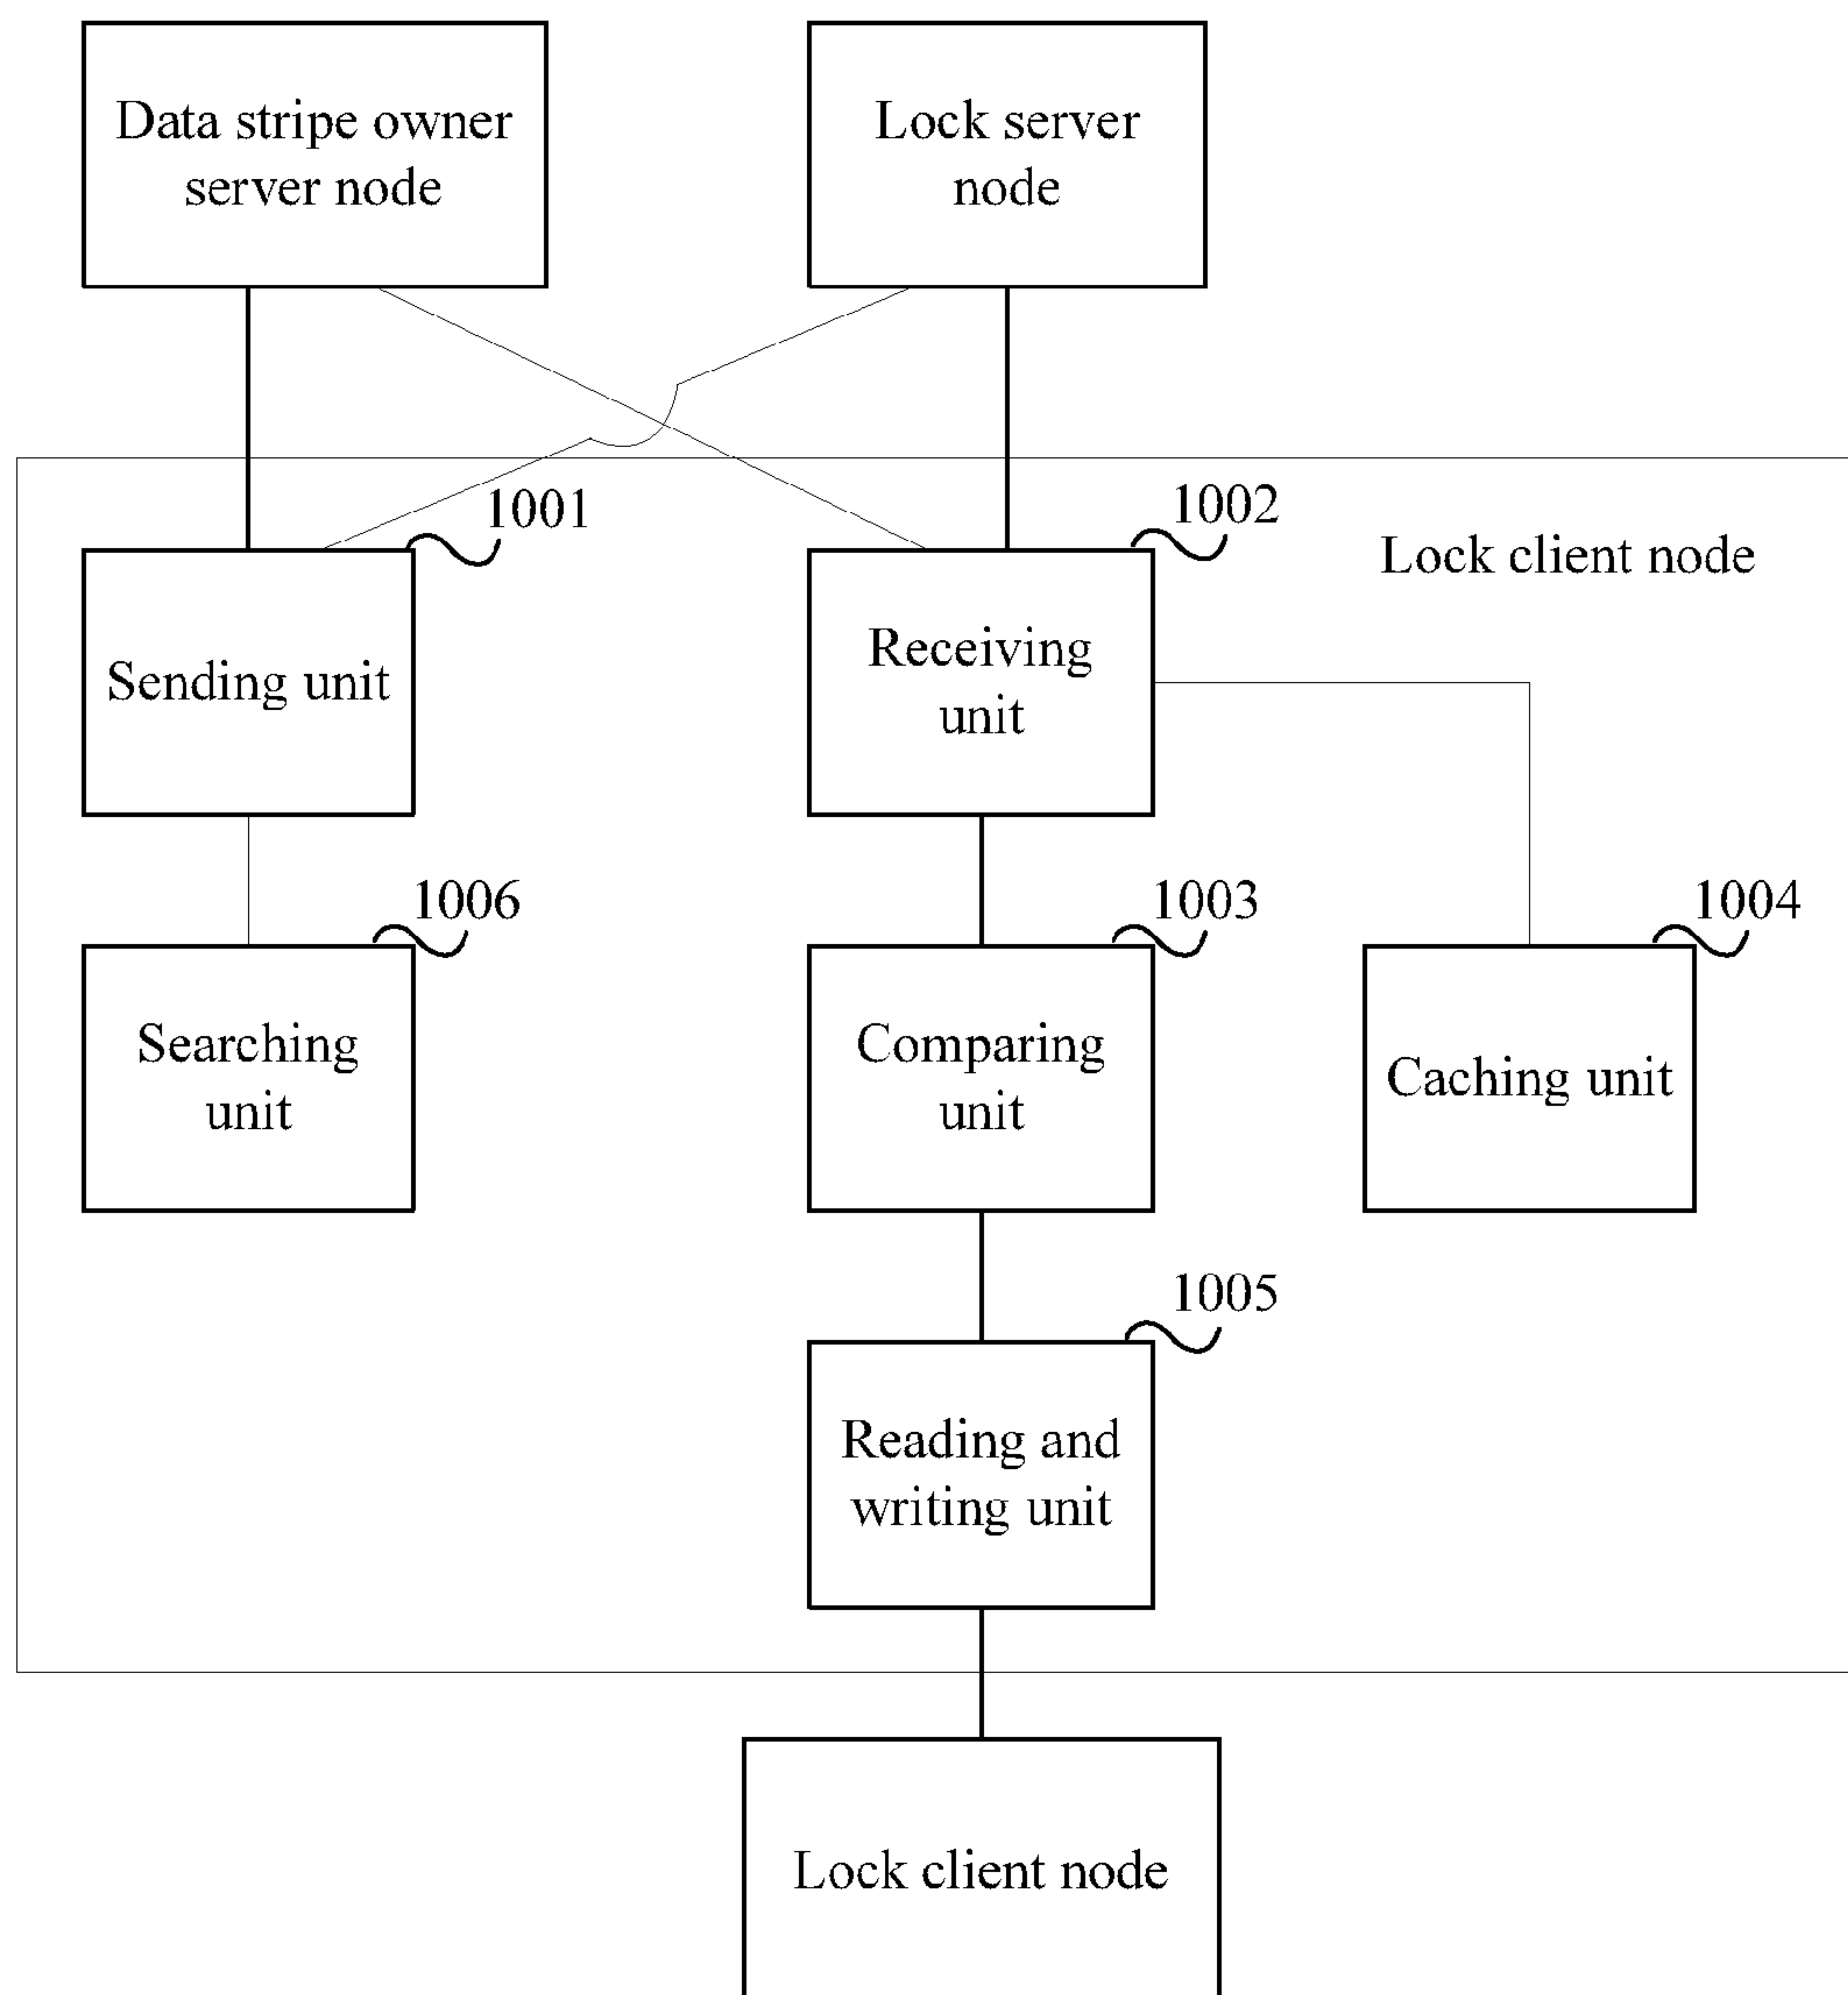 Data stripe owner
server node
Lock server
node
1001
1002
Lock client node
Sending unit
Receiving
unit
1006
1003
1004
Searching
unit
Comparing
unit
Caching unit
1005
Reading and
writing unit
Lock client node